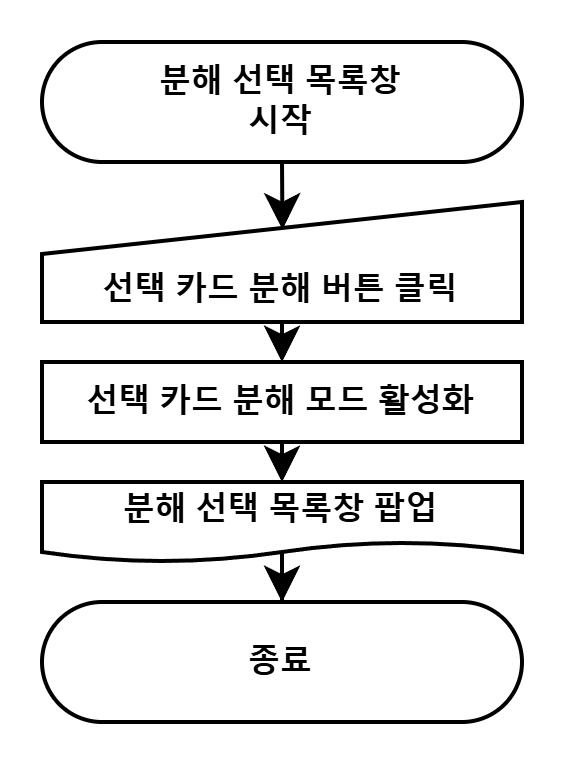 분해 선택 목록창
시작
선택 카드 분해 버튼 클릭
선택 카드 분해 모드 활성화
분해 선택 목록창 팝업
종료